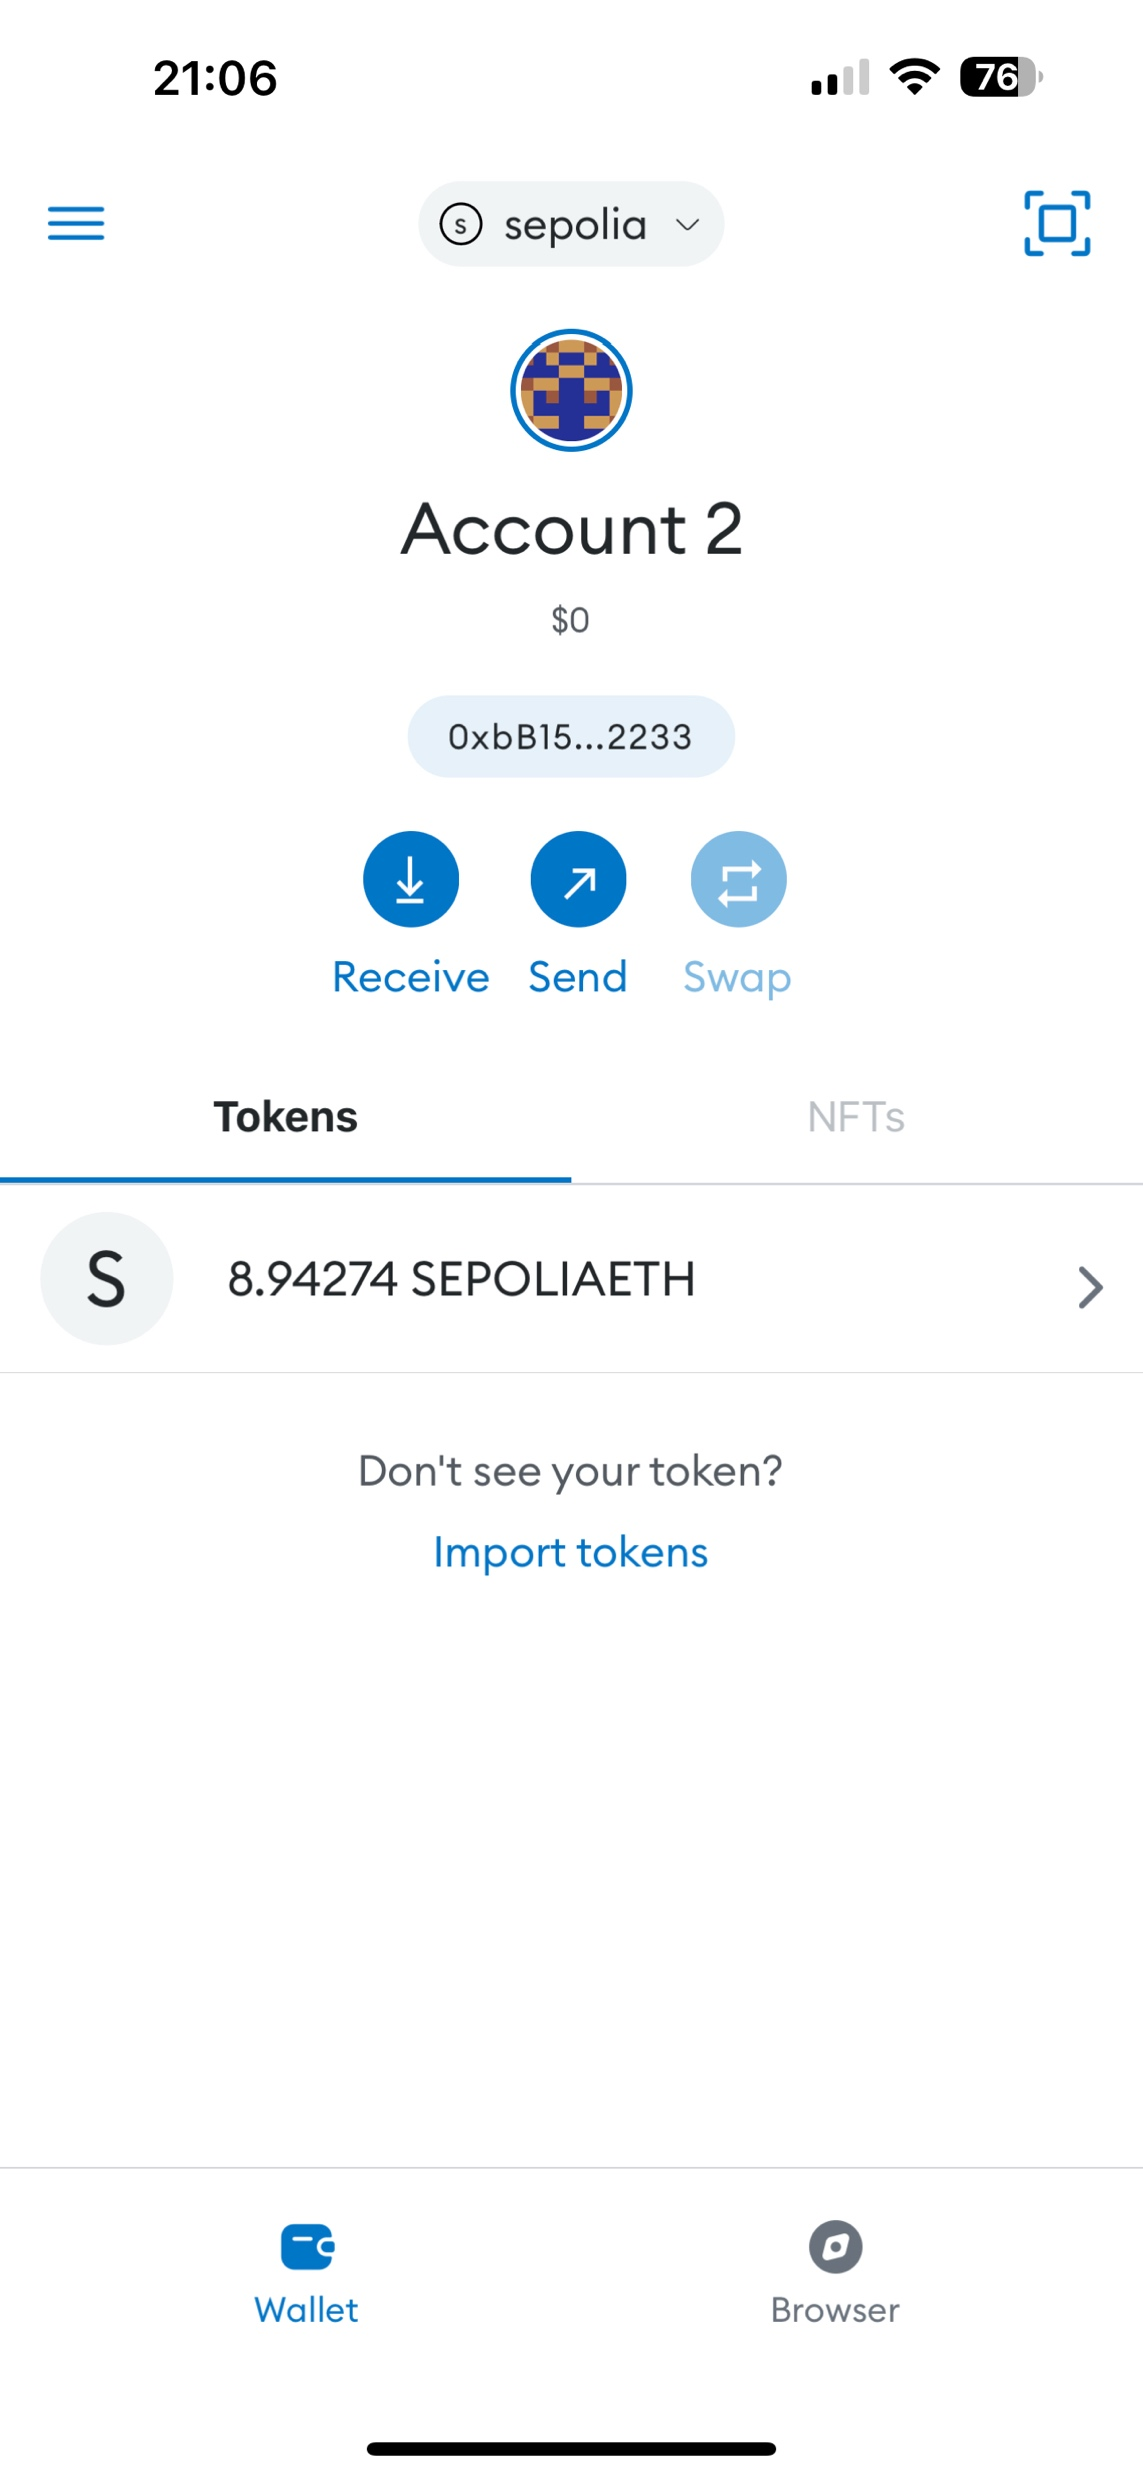 21:06
76
S sepolia
Account 2
$0
0xbB15...2233
Receive Send Swap
Tokens NFTs
S 8.94274 SEPOLIAETH
Don't see your token?
Import tokens
Wallet Browser